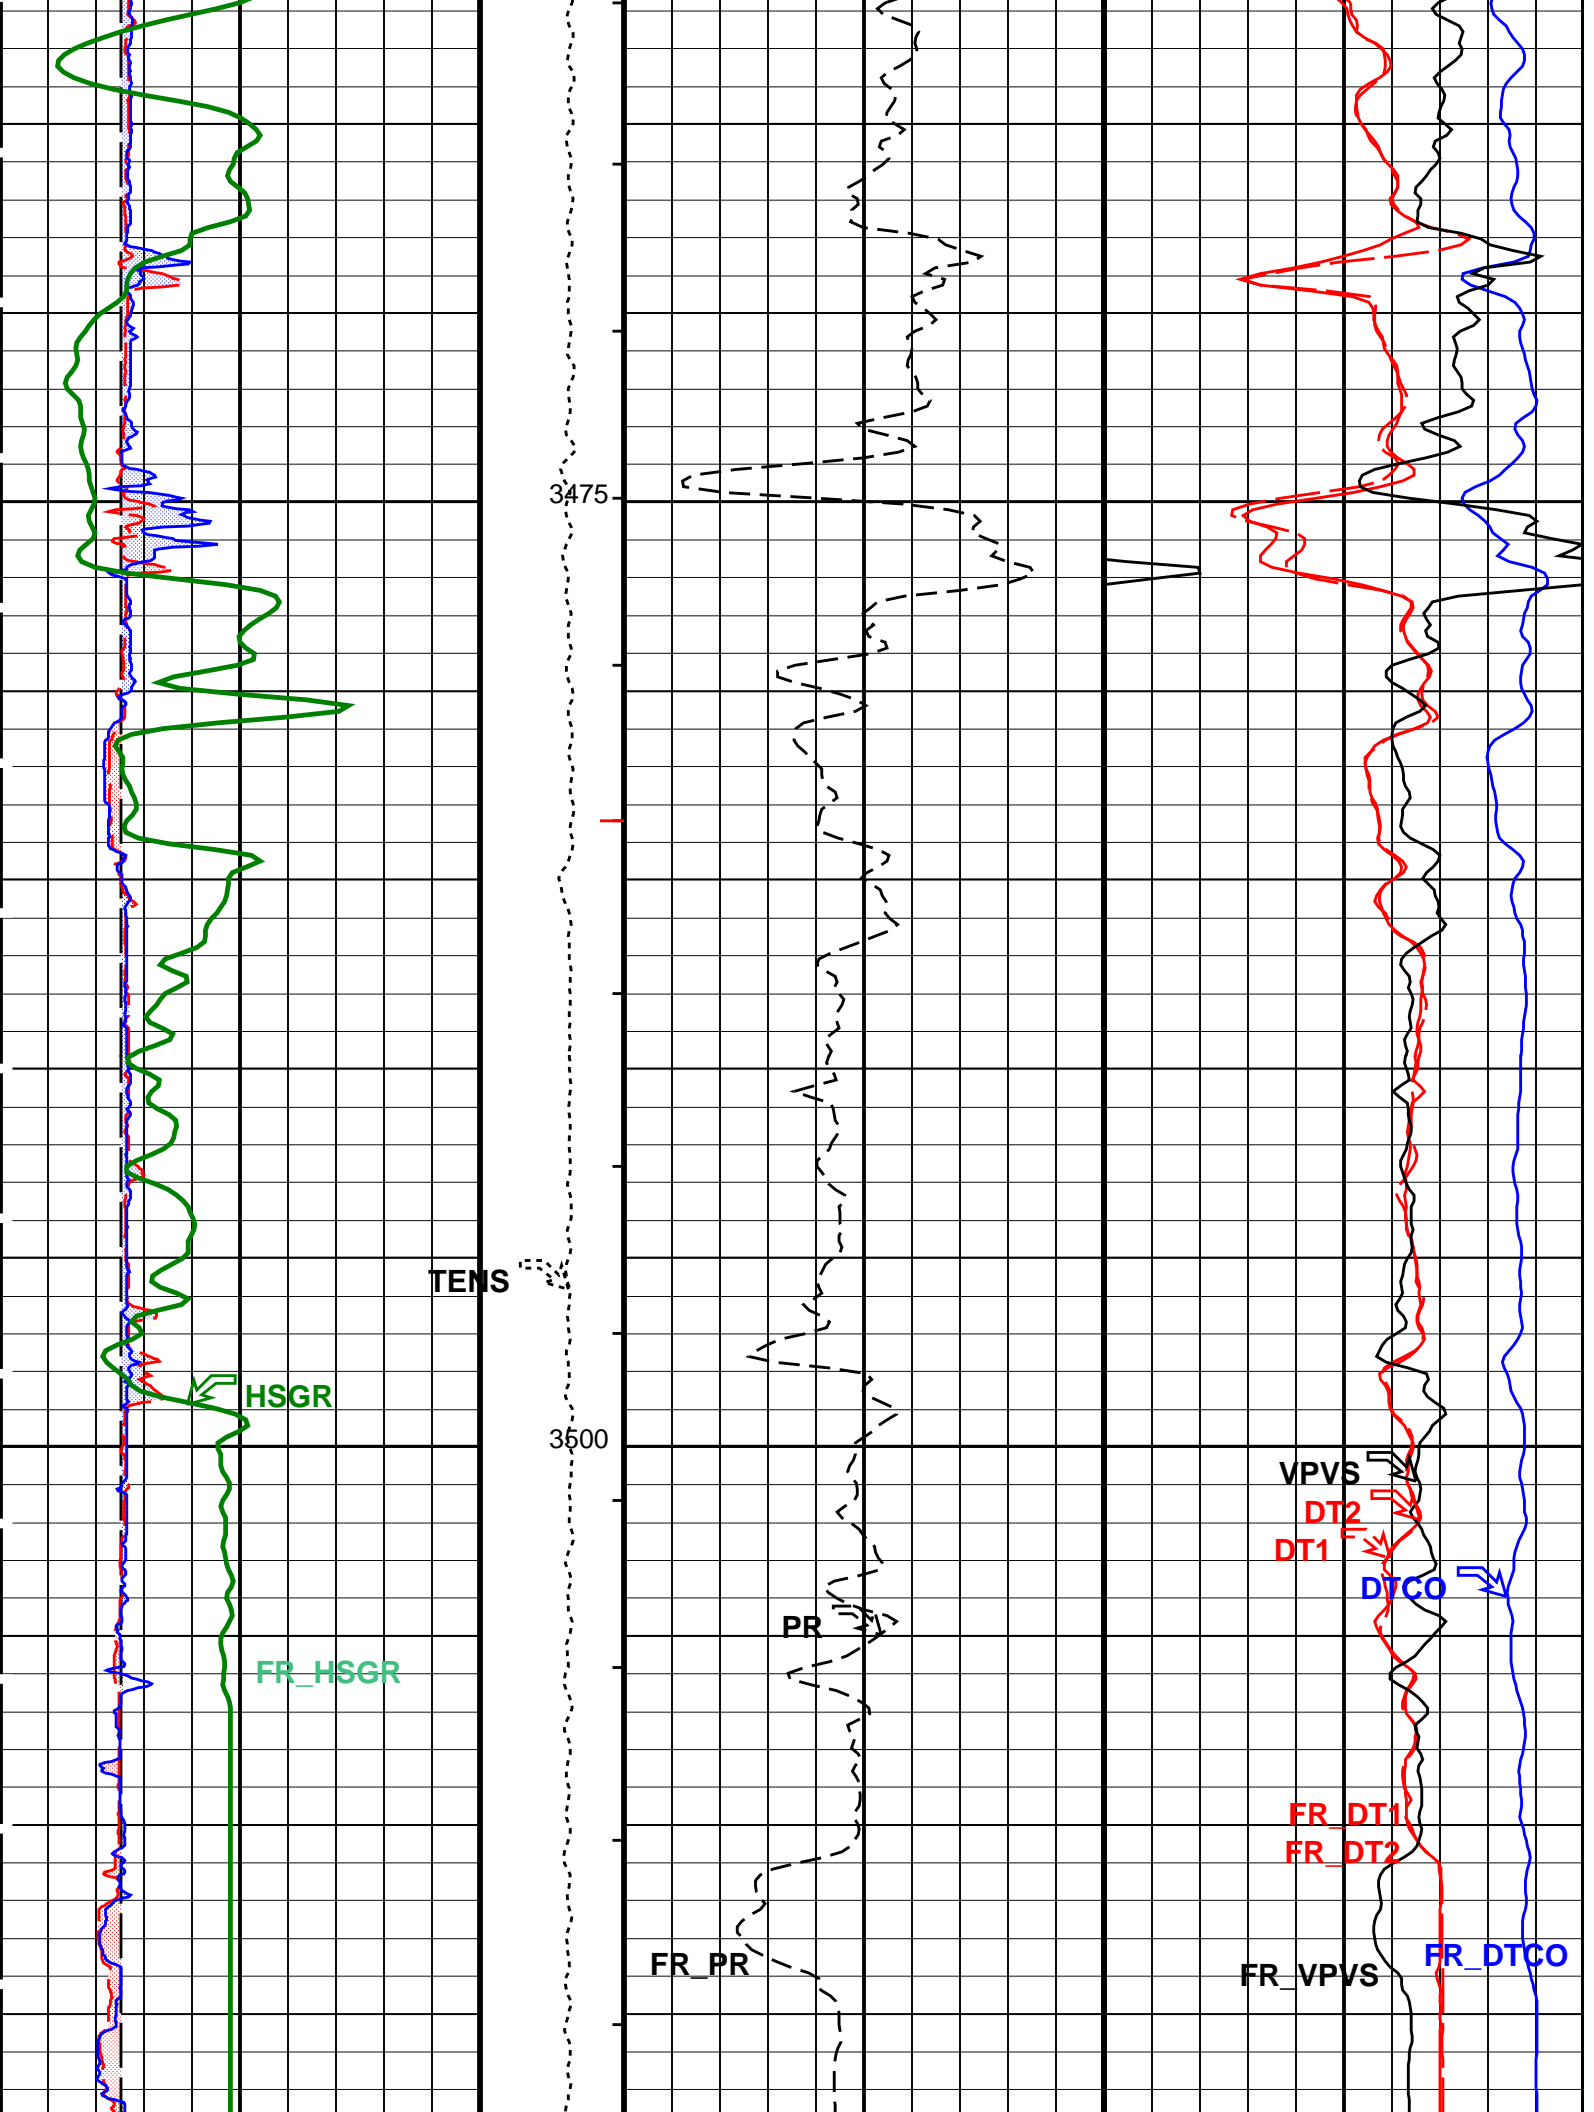 3475
TENS
HSGR
3500
VPVS
DT2
DT1
DTCO
PR
FR_HSGR
FR_DT1
FR_DT2
FR_DTCO
FR_PR
FR_VPVS